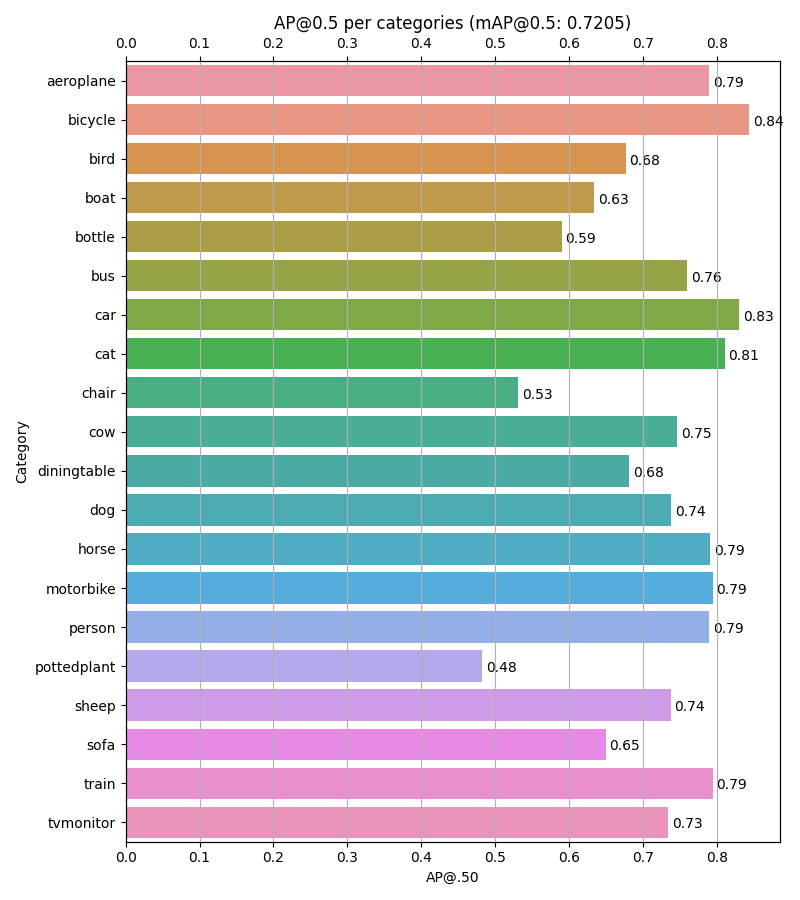 AP@0.5 per categories (mAP@0.5: 0.7205)
0.0 0.1 0.2 0.3 0.4 0.5 0.6 0.7 0.8
aeroplane 0.79
bicycle 0.84
bird 0.68
boat 0.63
bottle 0.59
bus 0.76
car 0.83
cat 0.81
chair 0.53
cow 0.75
Category
diningtable 0.68
dog 0.74
horse 0.79
motorbike 0.79
person 0.79
pottedplant 0.48
sheep 0.74
sofa 0.65
train 0.79
tvmonitor 0.73
0.0 0.1 0.2 0.3 0.4 0.5 0.6 0.7 0.8
AP@.50